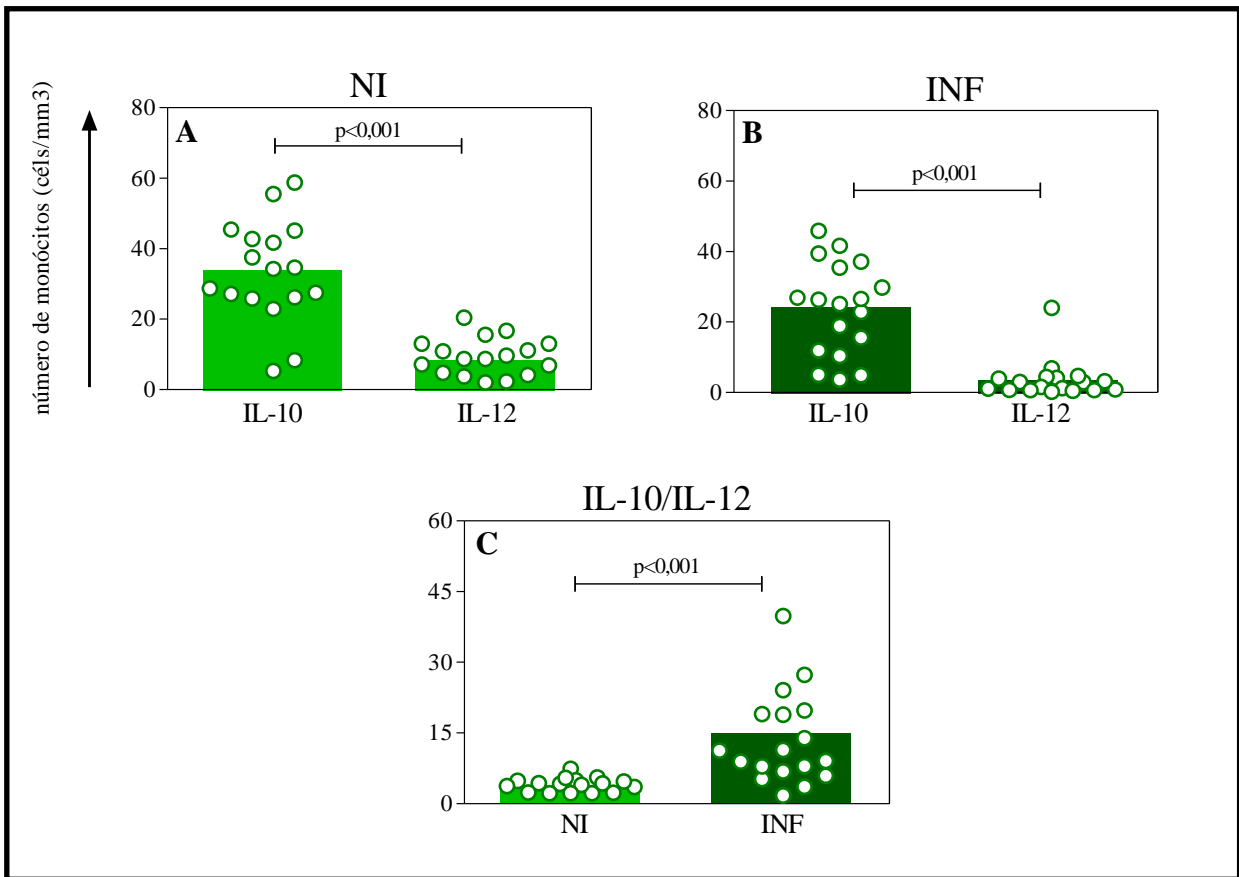 número de monócitos (céls/mm3)
NI
A
p<0,001
80
60
40
20
0
IL-10 IL-12
INF
B
p<0,001
80
60
40
20
0
IL-10 IL-12
IL-10/IL-12
C
p<0,001
60
45
30
15
0
NI INF